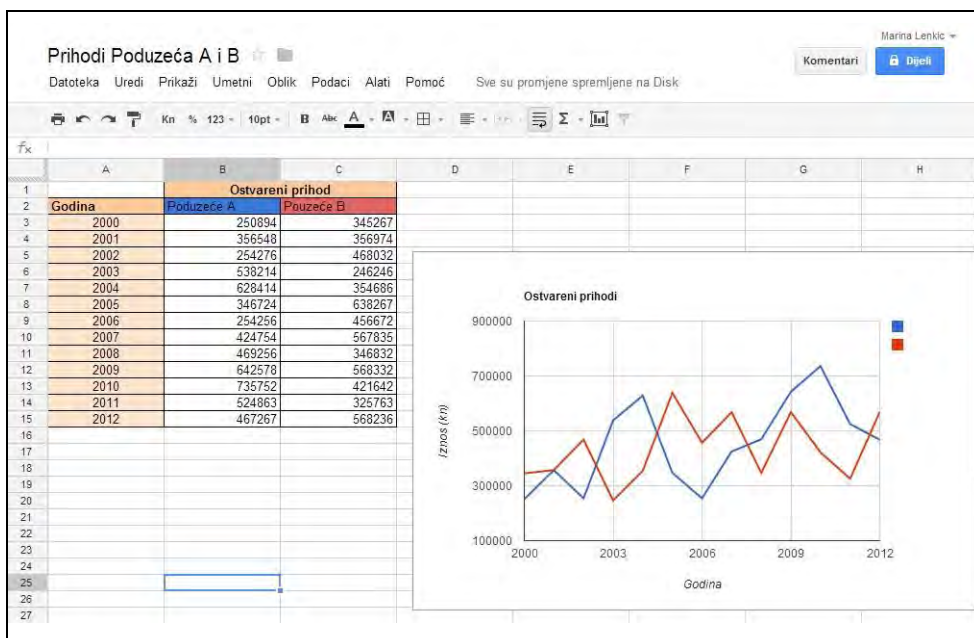 Marina Lenkic
Prihodi Poduzeća A i B
Komentari Dijeli
Datoteka Uredi Prikaži Umetni Oblik Podaci Alati Pomoć Sve su promjene spremljene na Disk
Kn % 123 10pt B Abc A A Σ
fx
A B C D E F G H
1 Ostvareni prihod
2 Godina Poduzeće A Pouzeće B
3 2000 250894 345267
4 2001 356548 356974
5 2002 254276 468032
6 2003 538214 246246
7 2004 628414 354686
8 2005 346724 638267
9 2006 254256 456672
10 2007 424754 567835
11 2008 469256 346832
12 2009 642578 568332
13 2010 735752 421642
14 2011 524863 325763
15 2012 467267 568236
16
17
18
19
20
21
22
23
24
25
26
27
Ostvareni prihodi
900000
700000
500000
300000
100000
Iznos (kn)
2000 2003 2006 2009 2012
Godina